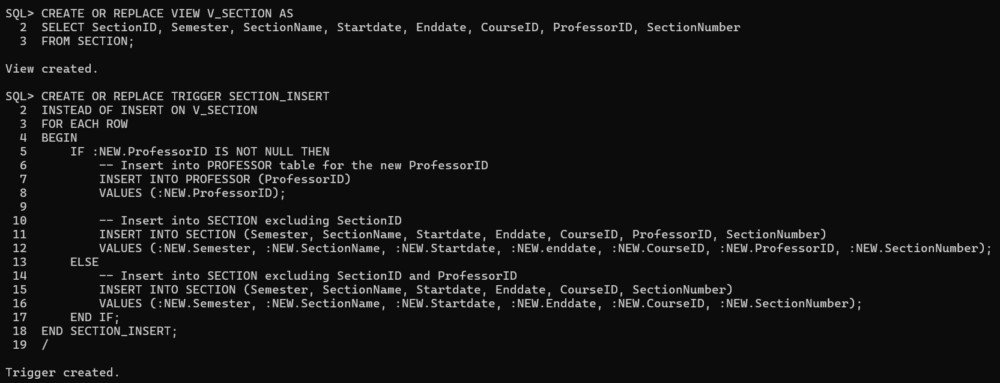 SQL> CREATE OR REPLACE VIEW V_SECTION AS
  2  SELECT SectionID, Semester, SectionName, Startdate, Enddate, CourseID, ProfessorID, SectionNumber
  3  FROM SECTION;

View created.

SQL> CREATE OR REPLACE TRIGGER SECTION_INSERT
  2  INSTEAD OF INSERT ON V_SECTION
  3  FOR EACH ROW
  4  BEGIN
  5      IF :NEW.ProfessorID IS NOT NULL THEN
  6          -- Insert into PROFESSOR table for the new ProfessorID
  7          INSERT INTO PROFESSOR (ProfessorID)
  8          VALUES (:NEW.ProfessorID);
  9
 10          -- Insert into SECTION excluding SectionID
 11          INSERT INTO SECTION (Semester, SectionName, Startdate, Enddate, CourseID, ProfessorID, SectionNumber)
 12          VALUES (:NEW.Semester, :NEW.SectionName, :NEW.Startdate, :NEW.enddate, :NEW.CourseID, :NEW.ProfessorID, :NEW.SectionNumber);
 13      ELSE
 14          -- Insert into SECTION excluding SectionID and ProfessorID
 15          INSERT INTO SECTION (Semester, SectionName, Startdate, Enddate, CourseID, SectionNumber)
 16          VALUES (:NEW.Semester, :NEW.SectionName, :NEW.Startdate, :NEW.Enddate, :NEW.CourseID, :NEW.SectionNumber);
 17      END IF;
 18  END SECTION_INSERT;
 19  /

Trigger created.